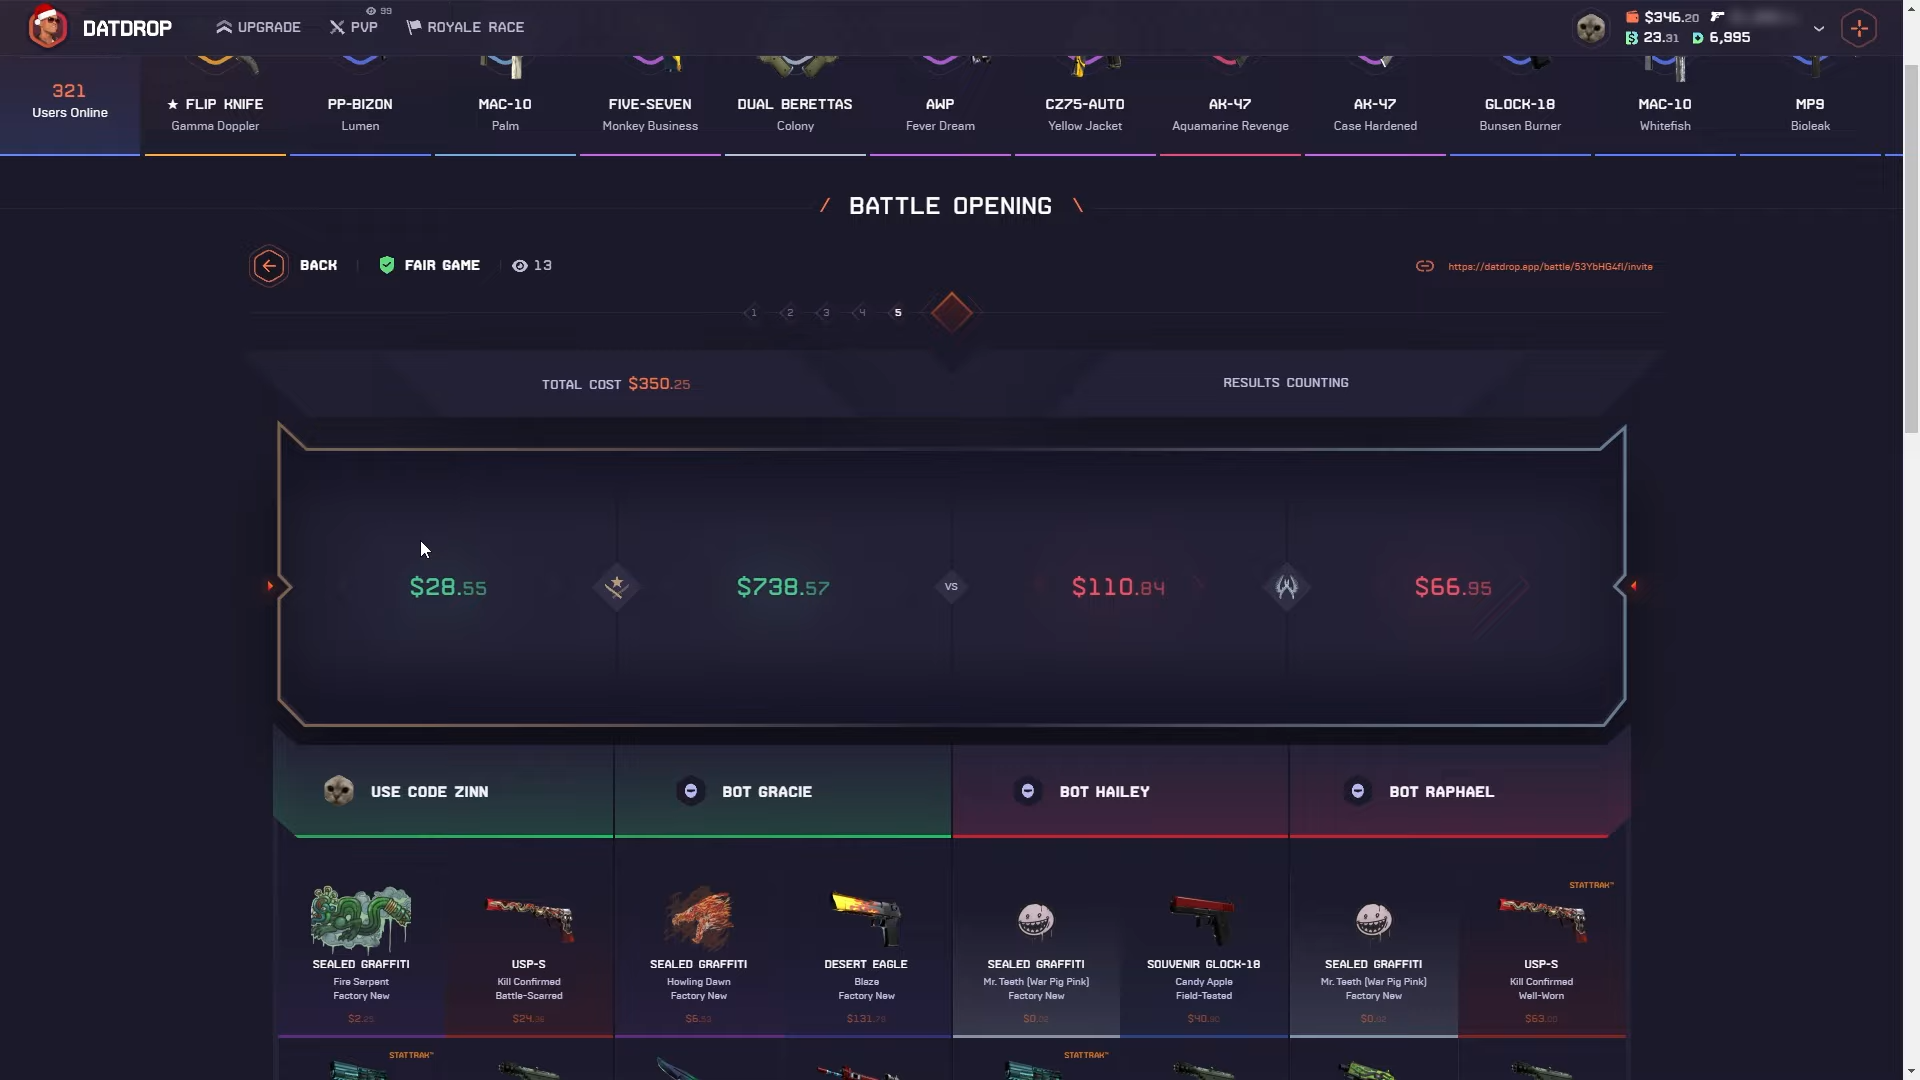 DATDROP
UPGRADE
PVP
99
ROYALE RACE
$346.20
23.31
6,995
321
Users Online
★ FLIP KNIFE
Gamma Doppler
PP-BIZON
Lumen
MAC-10
Palm
FIVE-SEVEN
Monkey Business
DUAL BERETTAS
Colony
AWP
Fever Dream
CZ75-AUTO
Yellow Jacket
AK-47
Aquamarine Revenge
AK-47
Case Hardened
GLOCK-18
Bunsen Burner
MAC-10
Whitefish
MP9
Bioleak
/ BATTLE OPENING \
BACK
FAIR GAME
13
https://datdrop.app/battle/53YbHG4fl/invite
1 2 3 4 5
TOTAL COST $350.25
RESULTS COUNTING
$28.55
$738.57
VS
$110.84
$66.95
USE CODE ZINN
BOT GRACIE
BOT HAILEY
BOT RAPHAEL
SEALED GRAFFITI
Fire Serpent
Factory New
$2.25
USP-S
Kill Confirmed
Battle-Scarred
SEALED GRAFFITI
Howling Dawn
Factory New
DESERT EAGLE
Blaze
Factory New
SEALED GRAFFITI
Mr. Teeth (War Pig Pink)
Factory New
SOUVENIR GLOCK-18
Candy Apple
Field-Tested
SEALED GRAFFITI
Mr. Teeth (War Pig Pink)
Factory New
STATTRAK™
USP-S
Kill Confirmed
Well-Worn
STATTRAK™
STATTRAK™